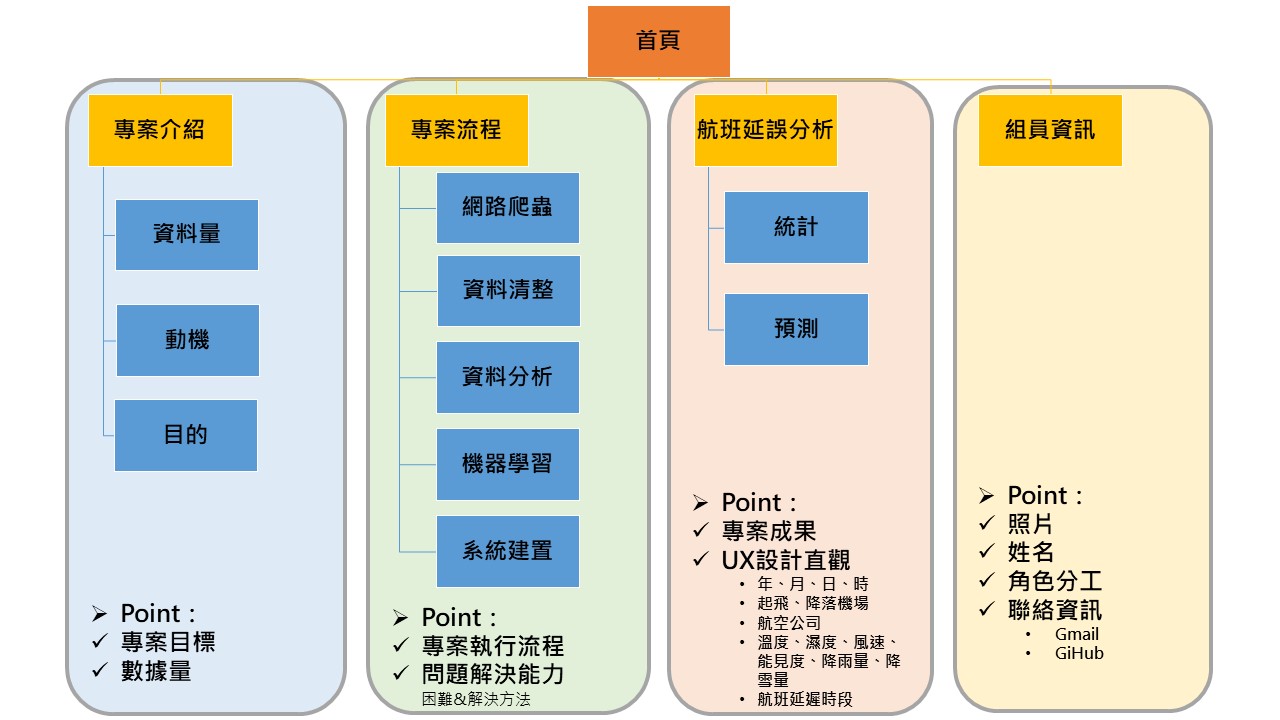 首頁
專案介紹
資料量
動機
目的
Point：
專案目標
數據量
專案流程
網路爬蟲
資料清整
資料分析
機器學習
系統建置
Point：
專案執行流程
問題解決能力
困難&解決方法
航班延誤分析
統計
預測
Point：
專案成果
UX設計直觀
年、月、日、時
起飛、降落機場
航空公司
溫度、濕度、風速、
能見度、降雨量、降
雪量
航班延遲時段
組員資訊
Point：
照片
姓名
角色分工
聯絡資訊
Gmail
GiHub